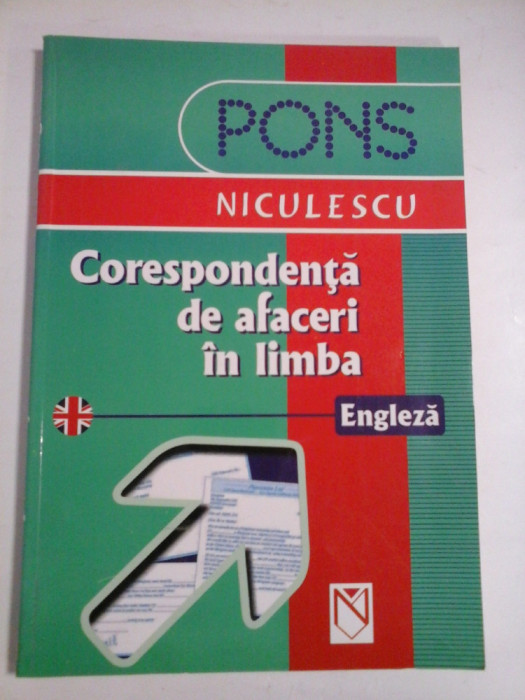 PONS
NICULESCU
Corespondenţă
de afaceri
în limba
Engleză